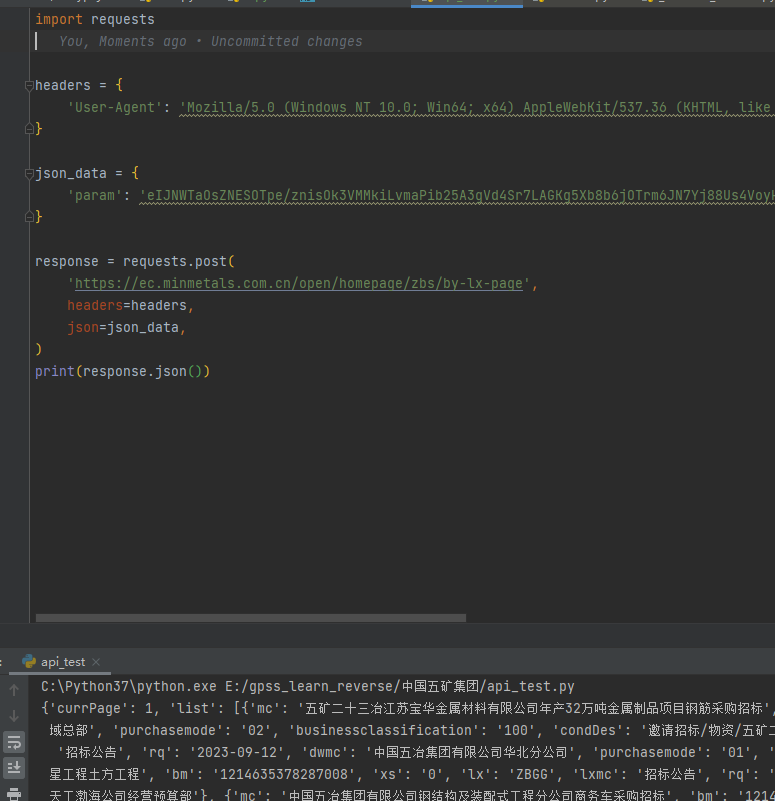 import requests
You, Moments ago • Uncommitted changes
headers = {
'User-Agent': 'Mozilla/5.0 (Windows NT 10.0; Win64; x64) AppleWebKit/537.36 (KHTML, like
}
json_data = {
'param':
}
response = requests.post(
'https://ec.minmetals.com.cn/open/homepage/zbs/by-lx-page',
headers=headers,
json=json_data,
)
print(response.json())
api_test
C:\Python37\python.exe E:/gpss_learn_reverse/中国五矿集团/api_test.py
{'currPage': 1, 'list': [{'mc': '五矿二十三冶江苏宝华金属材料有限公司年产32万吨金属制品项目钢筋采购招标',
域总部', 'purchasemode': '02', 'businessclassification': '100', 'condDes': '邀请招标/物资/五矿二
'招标公告', 'rq': '2023-09-12', 'dwmc': '中国五冶集团有限公司华北分公司', 'purchasemode': '01', '
星工程土方工程', 'bm': '1214635378287008', 'xs': '0', 'lx': 'ZBGG', 'lxmc': '招标公告', 'rq': '
天工渤海公司经营预算部'}, {'mc': '中国五冶集团有限公司钢结构及装配式工程分公司商务车采购招标', 'bm': '1214